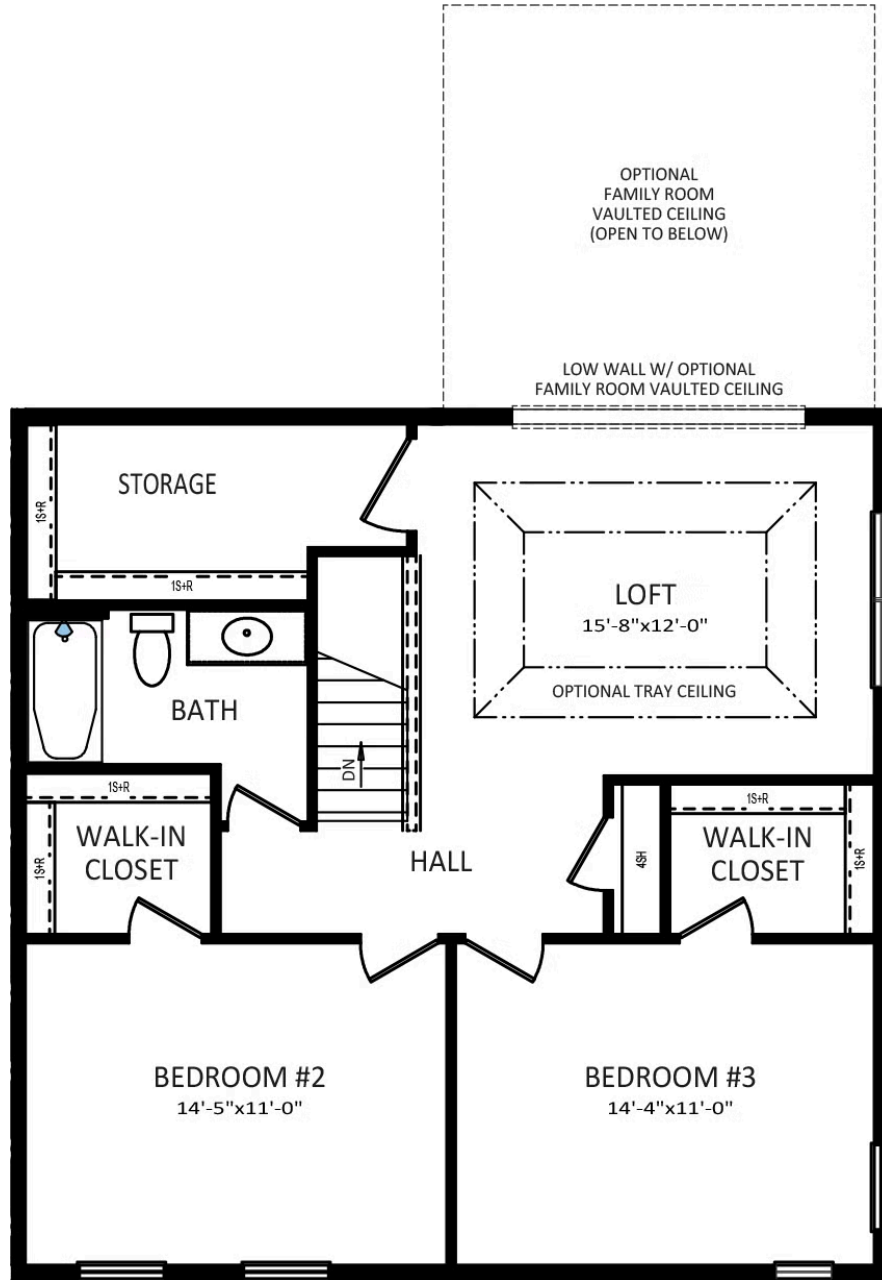 OPTIONAL
FAMILY ROOM
VAULTED CEILING
(OPEN TO BELOW)
LOW WALL W/ OPTIONAL
FAMILY ROOM VAULTED CEILING
STORAGE
1S+R
1S+R
LOFT
15'-8"x12'-0"
OPTIONAL TRAY CEILING
BATH
DN
1S+R
1S+R
WALK-IN
CLOSET
HALL
4SH
1S+R
WALK-IN
CLOSET
1S+R
BEDROOM #2
14'-5"x11'-0"
BEDROOM #3
14'-4"x11'-0"